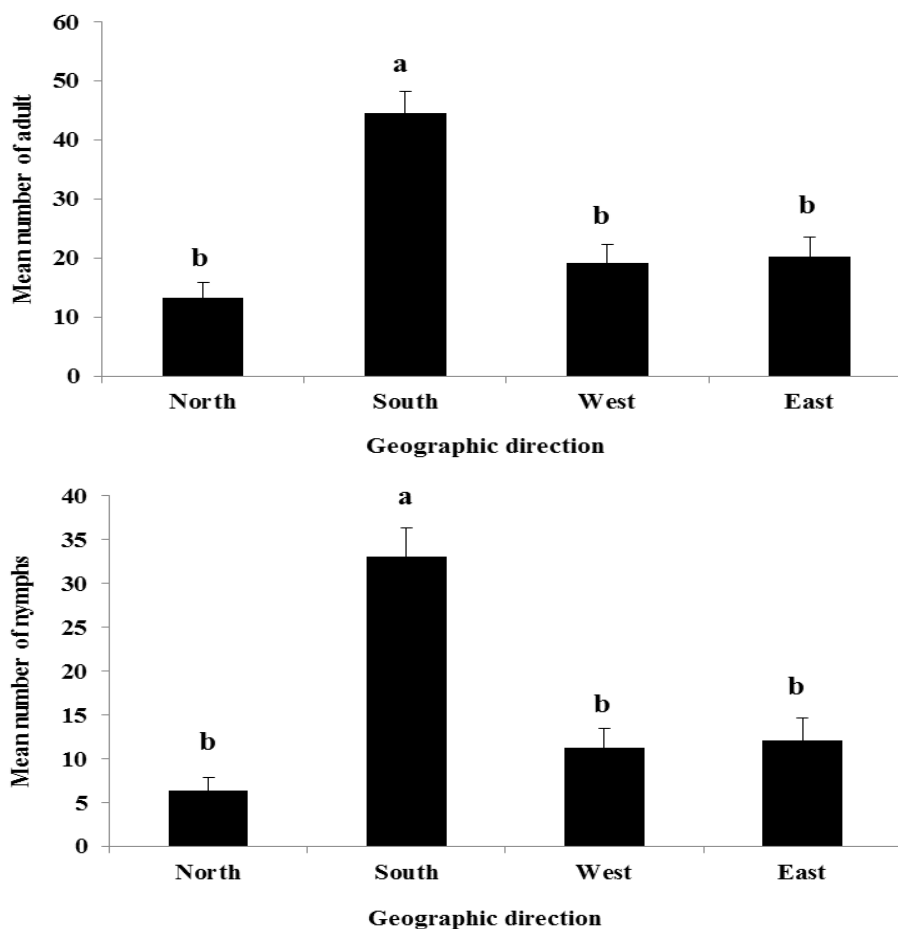 60
a
50
Mean number of adult
40
30
b
b
b
20
10
0
North South West East
Geographic direction
40
a
35
Mean number of nymphs
30
25
20
15
b
b
b
10
5
0
North South West East
Geographic direction